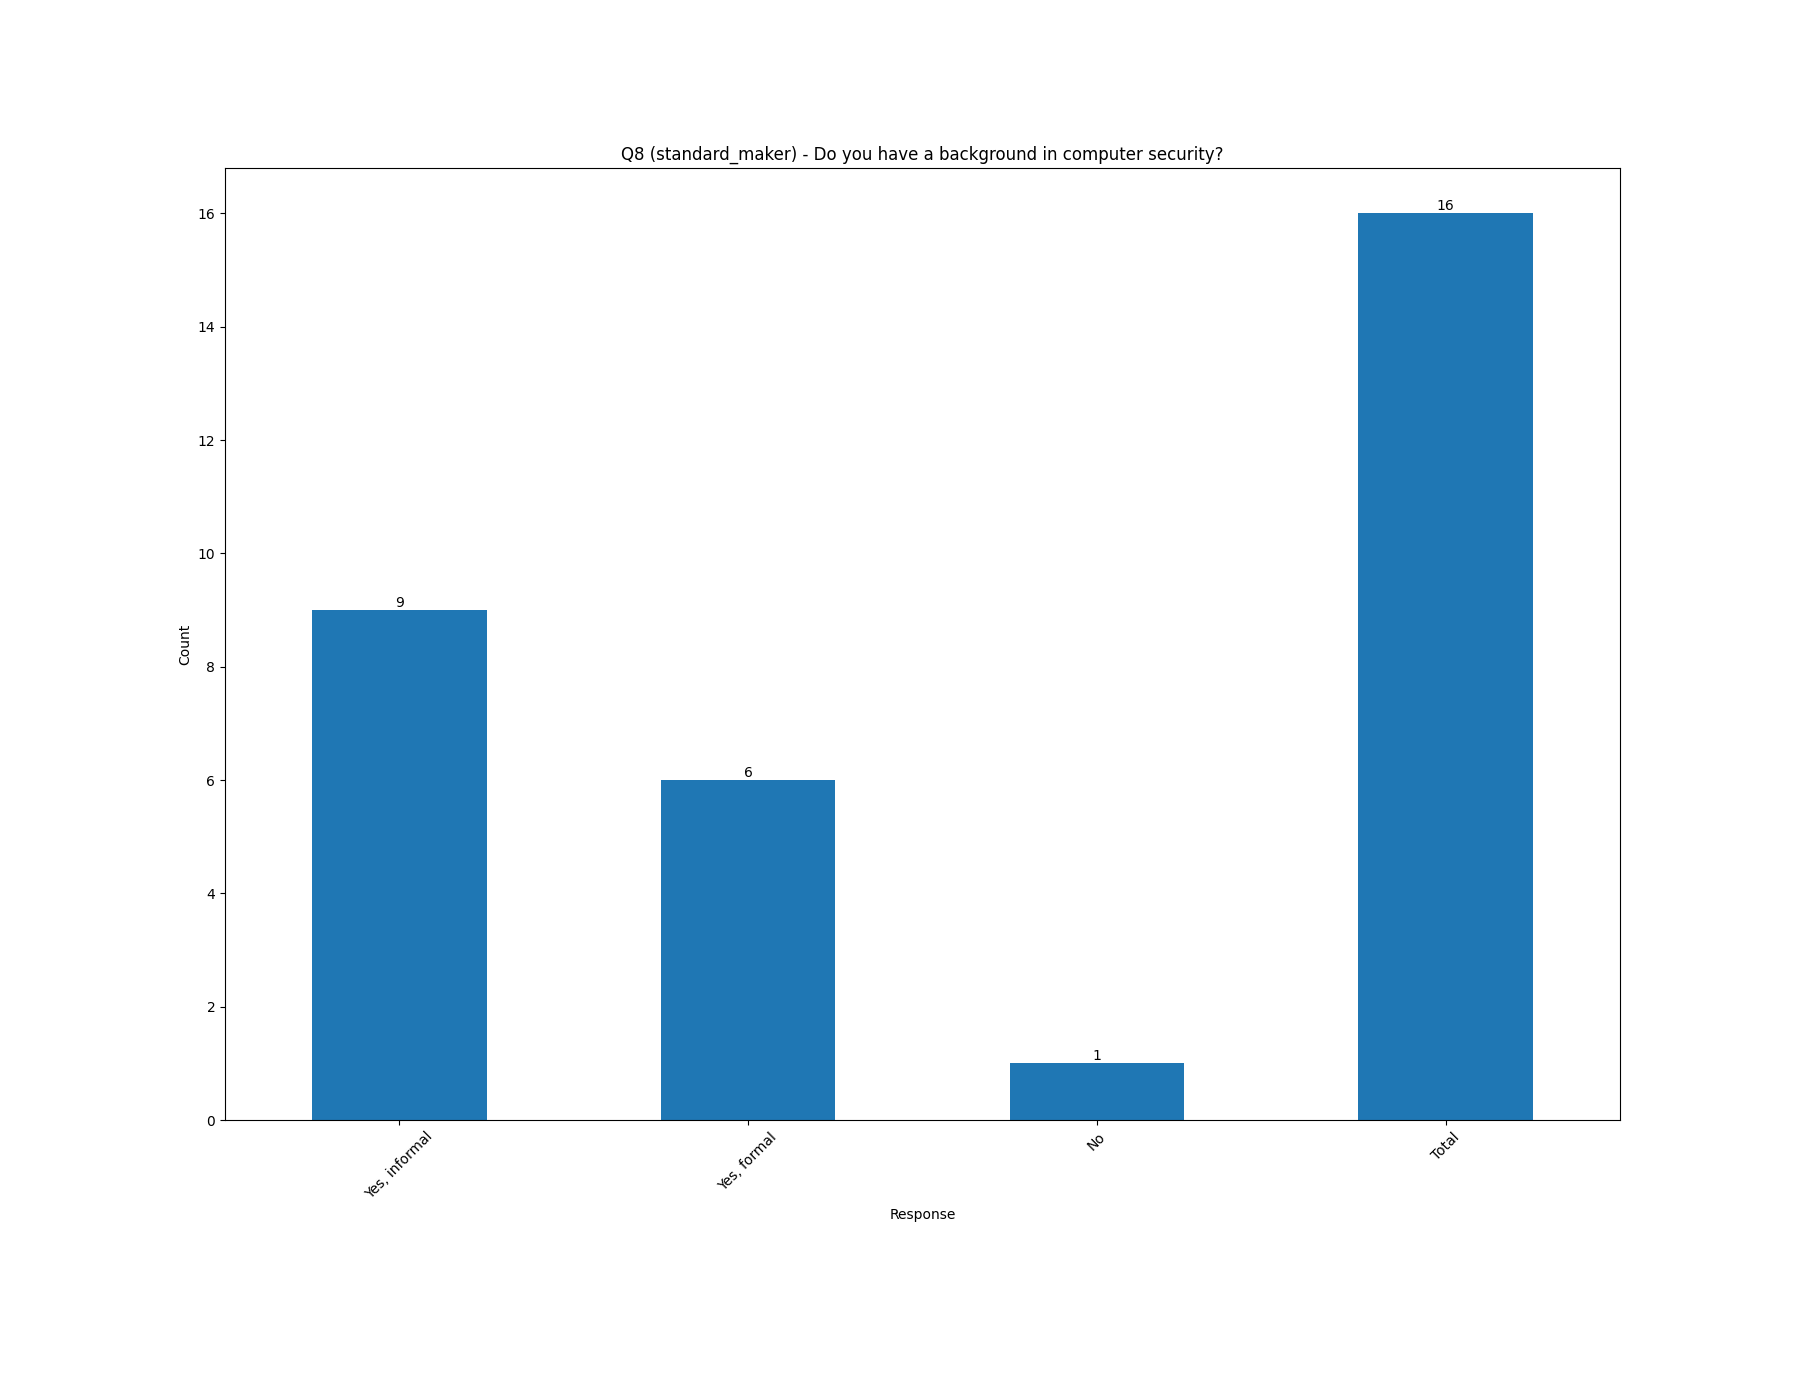 Q8 (standard_maker) - Do you have a background in computer security?
16
14
12
10
8
6
4
2
0
Count
9
6
1
16
Yes, informal
Yes, formal
No
Total
Response